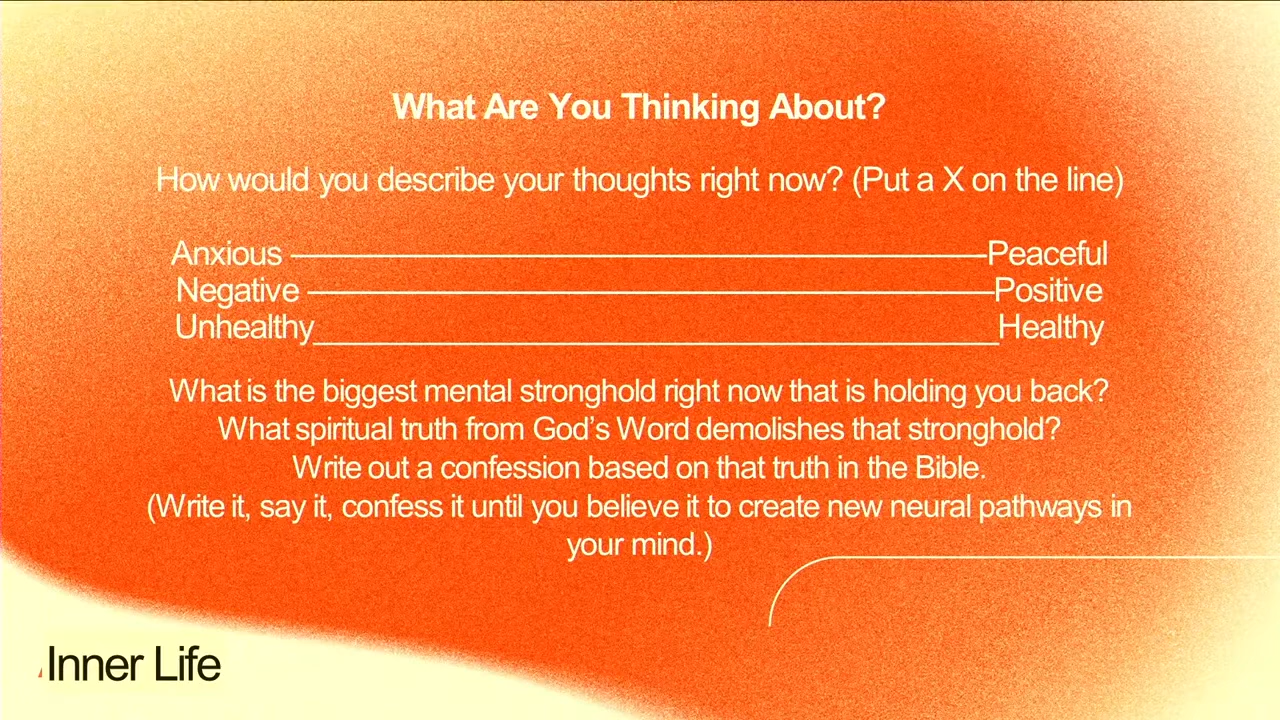 What Are You Thinking About?
How would you describe your thoughts right now? (Put a X on the line)
Anxious Peaceful
Negative Positive
Unhealthy Healthy
What is the biggest mental stronghold right now that is holding you back?
What spiritual truth from God’s Word demolishes that stronghold?
Write out a confession based on that truth in the Bible.
(Write it, say it, confess it until you believe it to create new neural pathways in
your mind.)
Inner Life